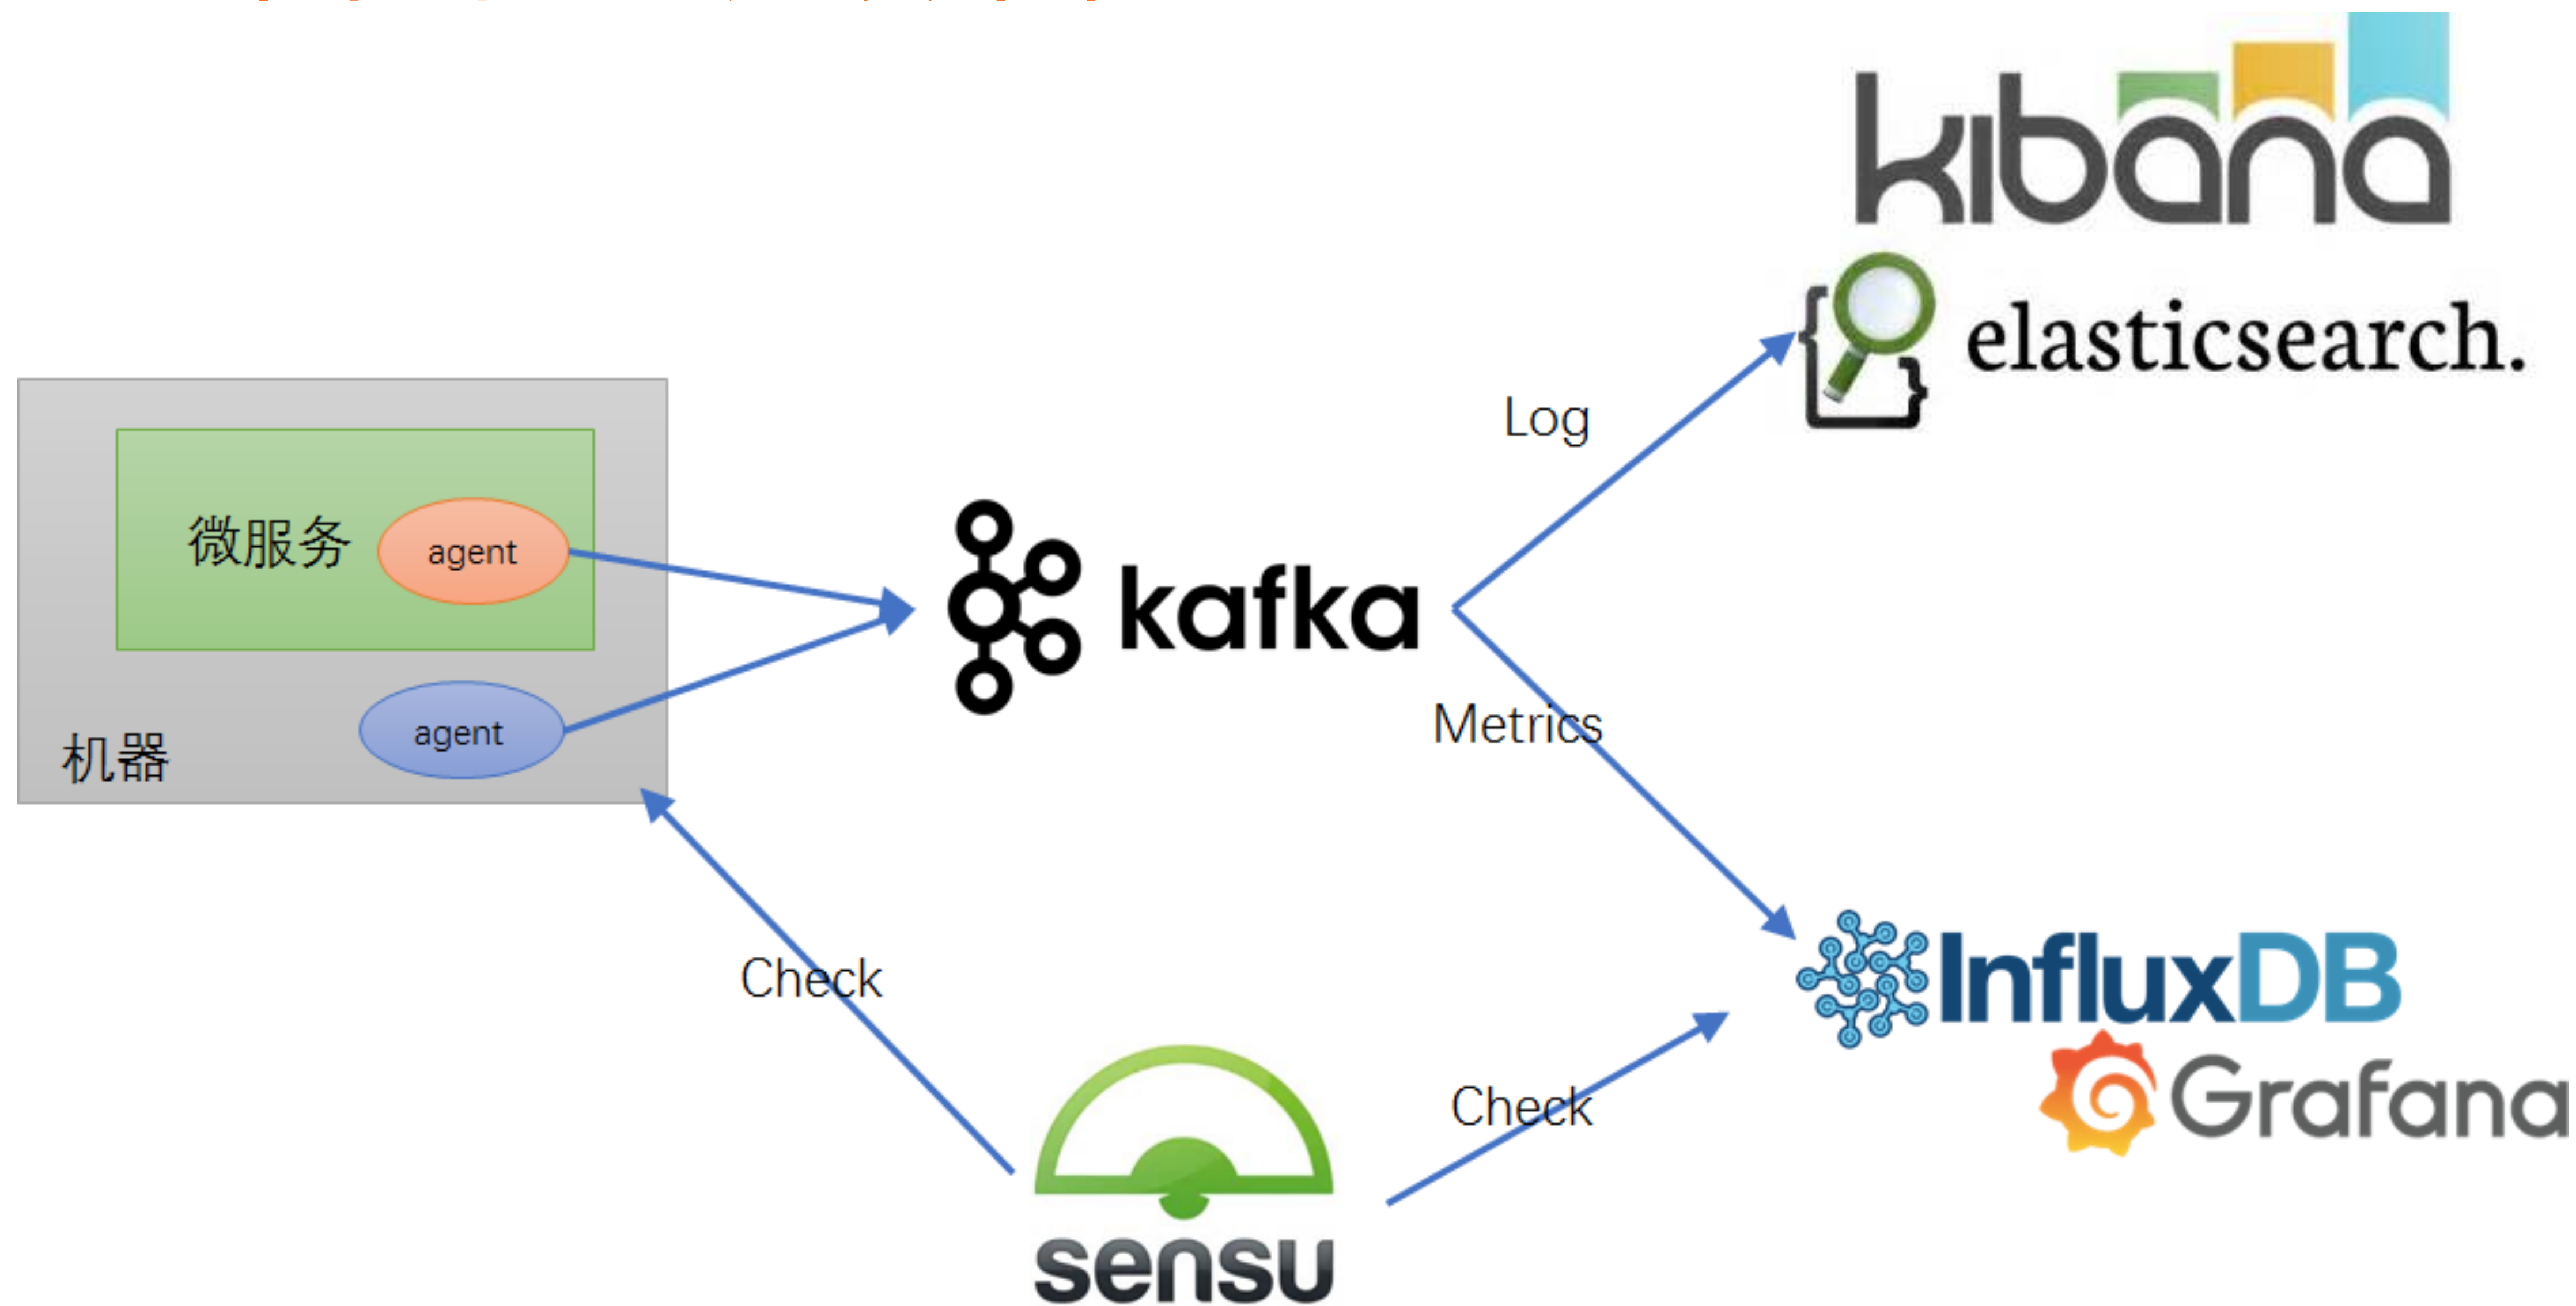 kibana
elasticsearch.
Log
微服务
agent
kafka
Metrics
agent
机器
Check
InfluxDB
Grafana
Check
sensu